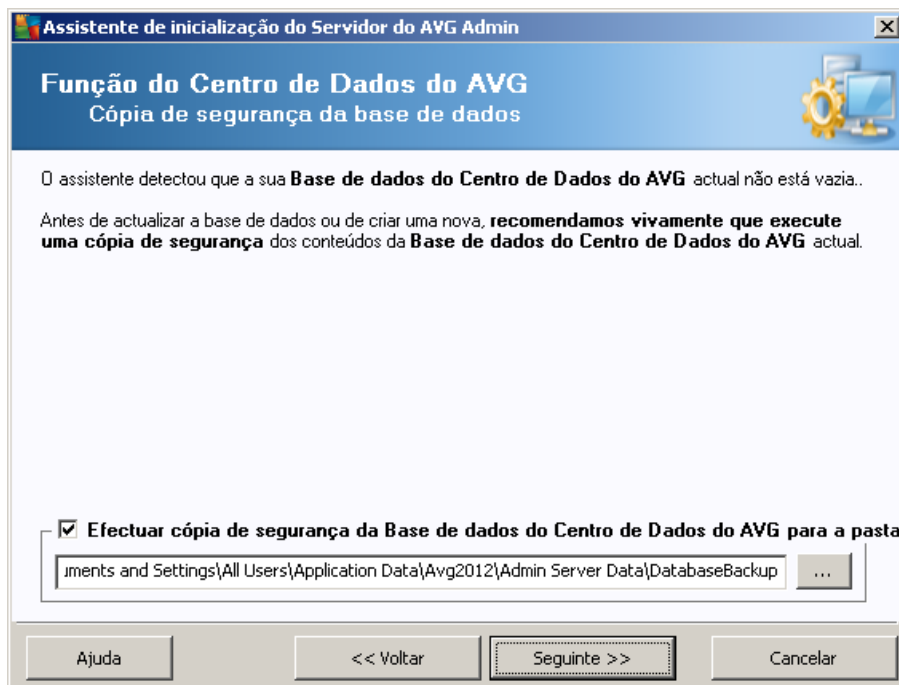 Assistente de inicialização do Servidor do AVG Admin
Função do Centro de Dados do AVG
Cópia de segurança da base de dados
O assistente detectou que a sua Base de dados do Centro de Dados do AVG actual não está vazia..
Antes de actualizar a base de dados ou de criar uma nova, recomendamos vivamente que execute
uma cópia de segurança dos conteúdos da Base de dados do Centro de Dados do AVG actual.
Efectuar cópia de segurança da Base de dados do Centro de Dados do AVG para a pasta
uments and Settings\All Users\Application Data\Avg2012\Admin Server Data\DatabaseBackup
...
Ajuda
<< Voltar
Seguinte >>
Cancelar